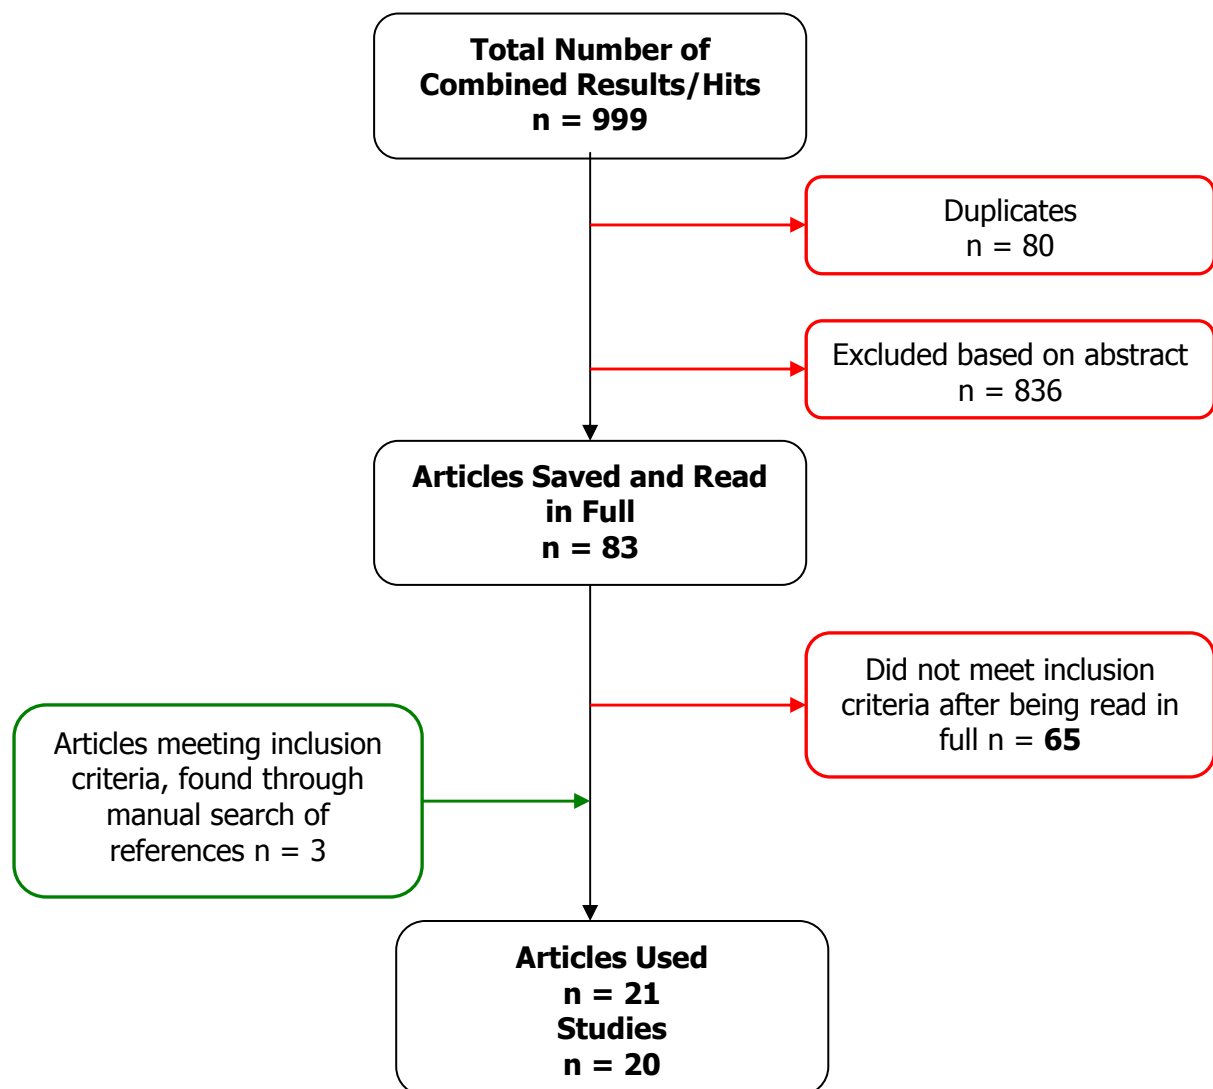 Total Number of
Combined Results/Hits
n = 999
Duplicates
n = 80
Excluded based on abstract
n = 836
Articles Saved and Read
in Full
n = 83
Did not meet inclusion
criteria after being read in
full n = 65
Articles meeting inclusion
criteria, found through
manual search of
references n = 3
Articles Used
n = 21
Studies
n = 20